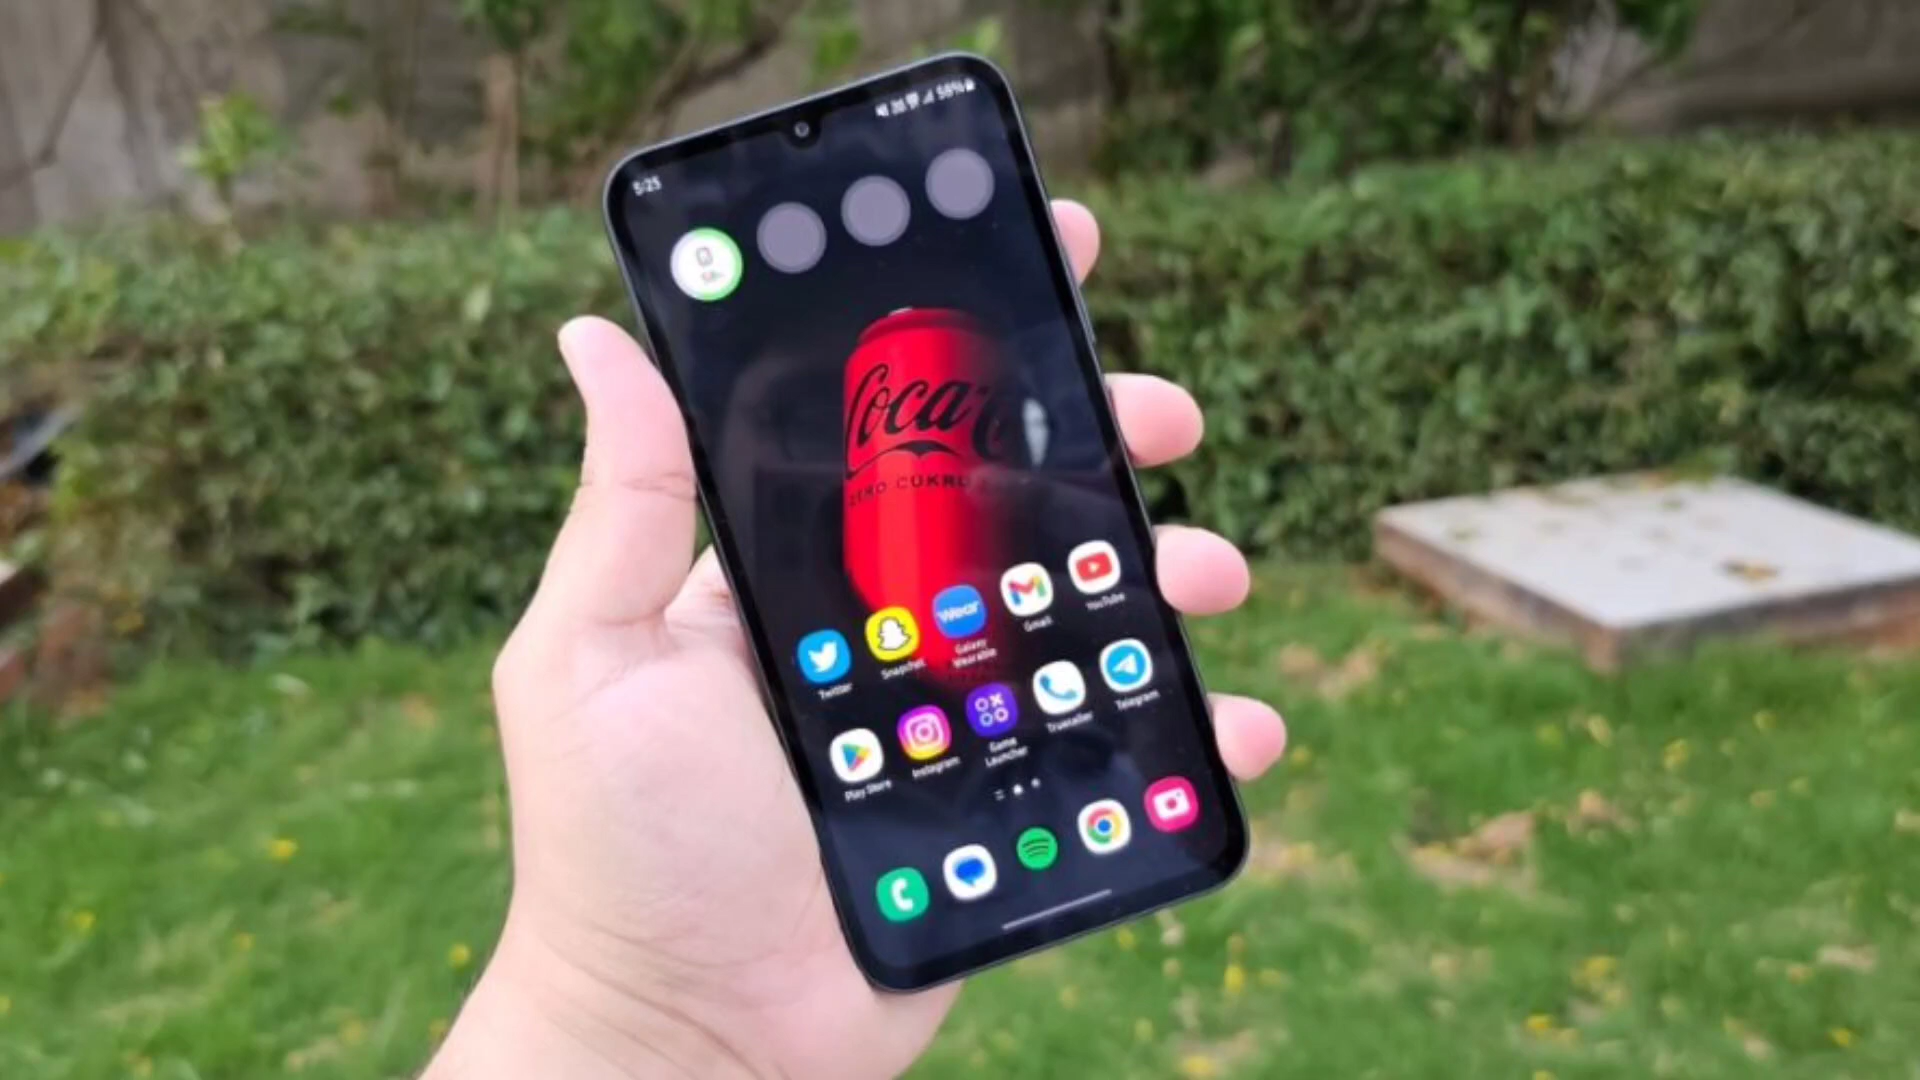 5:25
58%
58%
Coca-C
ZERO CUKRU
Twitter
Snapchat
Wear
Galaxy
Wearable
Gmail
YouTube
Play Store
Instagram
Game
Launcher
Truecaller
Telegram